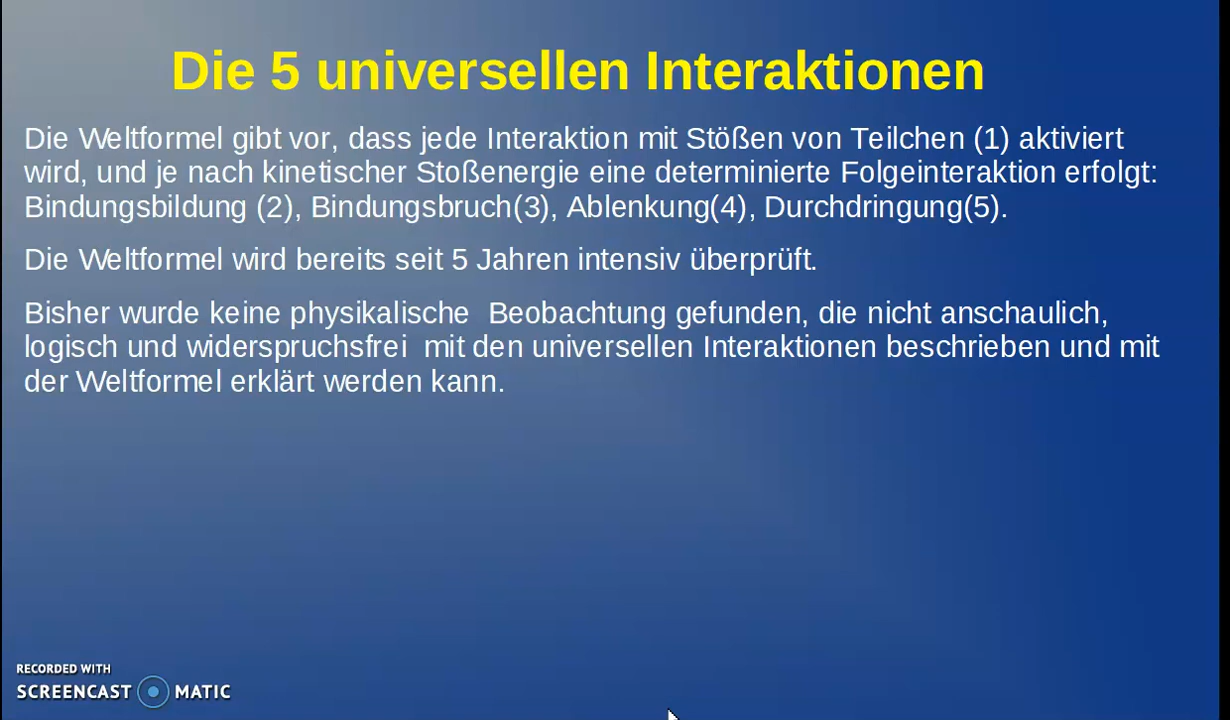 Die 5 universellen Interaktionen
Die Weltformel gibt vor, dass jede Interaktion mit Stößen von Teilchen (1) aktiviert
wird, und je nach kinetischer Stoßenergie eine determinierte Folgeinteraktion erfolgt:
Bindungsbildung (2), Bindungsbruch(3), Ablenkung(4), Durchdringung(5).
Die Weltformel wird bereits seit 5 Jahren intensiv überprüft.
Bisher wurde keine physikalische  Beobachtung gefunden, die nicht anschaulich,
logisch und widerspruchsfrei  mit den universellen Interaktionen beschrieben und mit
der Weltformel erklärt werden kann.
RECORDED WITH
SCREENCAST MATIC